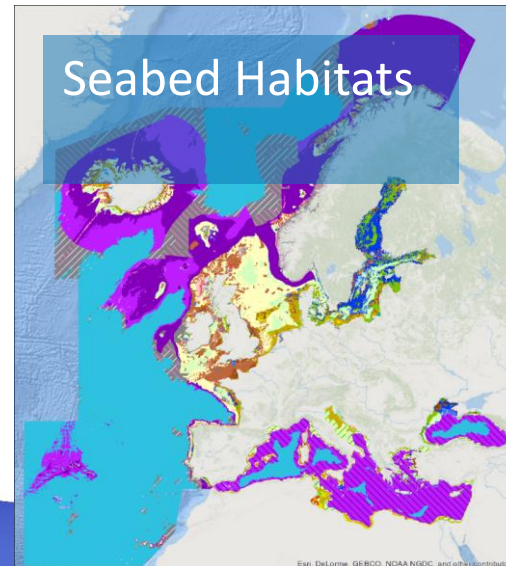 Seabed Habitats
Esri, DeLorme, GEBCO, NOAA NGDC, and other contribut